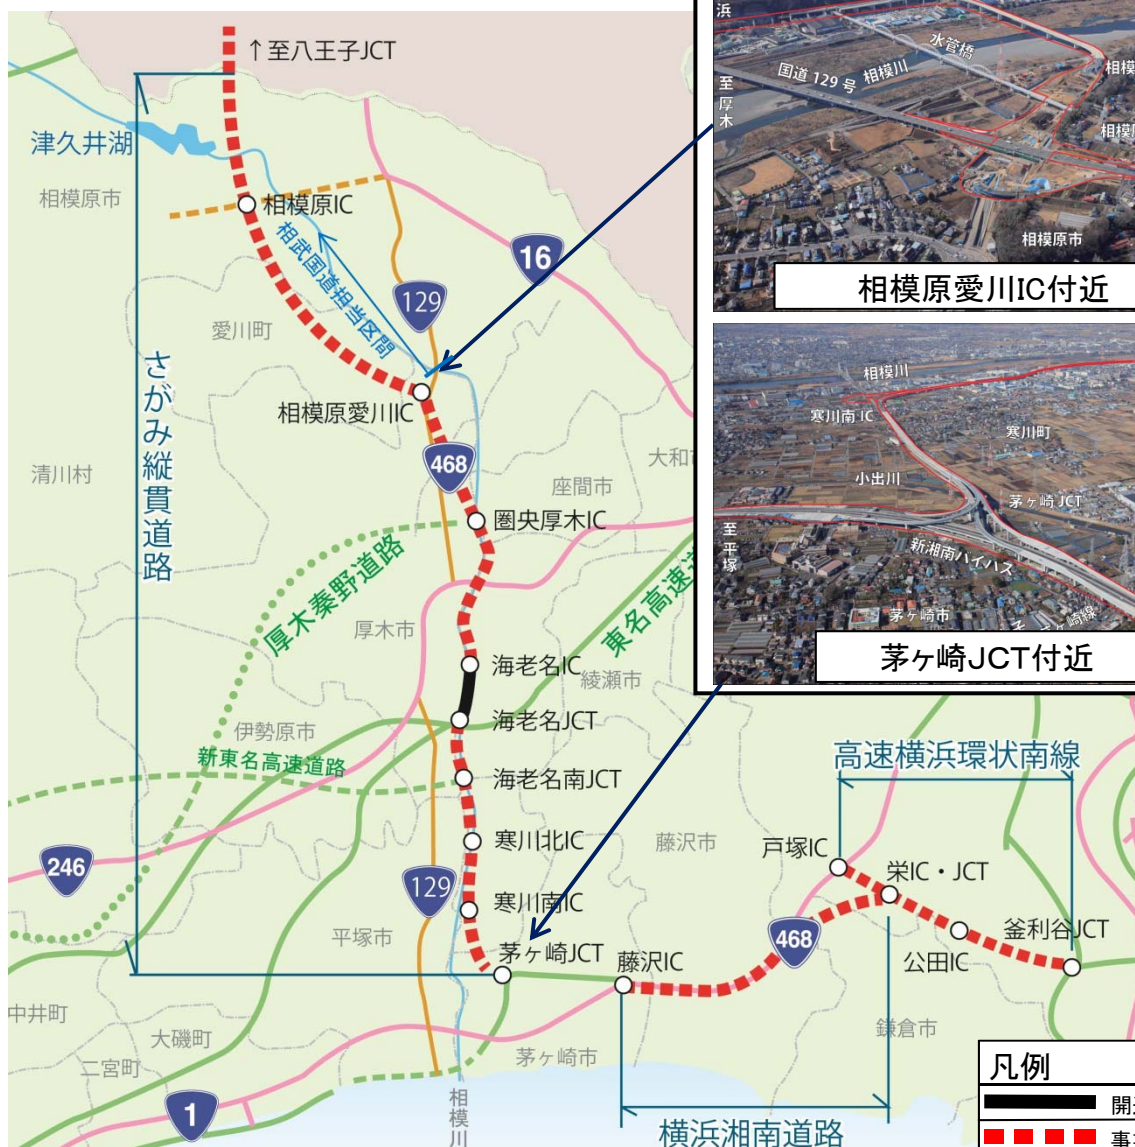 ↑至八王子JCT
津久井湖
相模原市
相模原IC
相武国道担当区間
16
129
愛川町
さがみ縦貫道路
相模原愛川IC
清川村
468
大和
座間市
圏央厚木IC
厚木秦野道路
東名高速
厚木市
海老名IC
綾瀬市
海老名JCT
伊勢原市
新東名高速道路
海老名南JCT
寒川北IC
246
129
寒川南IC
平塚市
茅ヶ崎JCT
藤沢IC
藤沢市
高速横浜環状南線
戸塚IC
栄IC・JCT
468
釜利谷JCT
公田IC
鎌倉市
中井町
大磯町
二宮町
茅ヶ崎市
1
相模川
横浜湘南道路
浜
水管橋
相模
国道 129 号
相模川
至厚木
相模
相模原市
相模原愛川IC付近
相模川
寒川南 IC
寒川町
小出川
茅ヶ崎 JCT
至平塚
新湘南バイパス
茅ヶ崎市
ヶ崎線
茅ヶ崎JCT付近
凡例
開
事